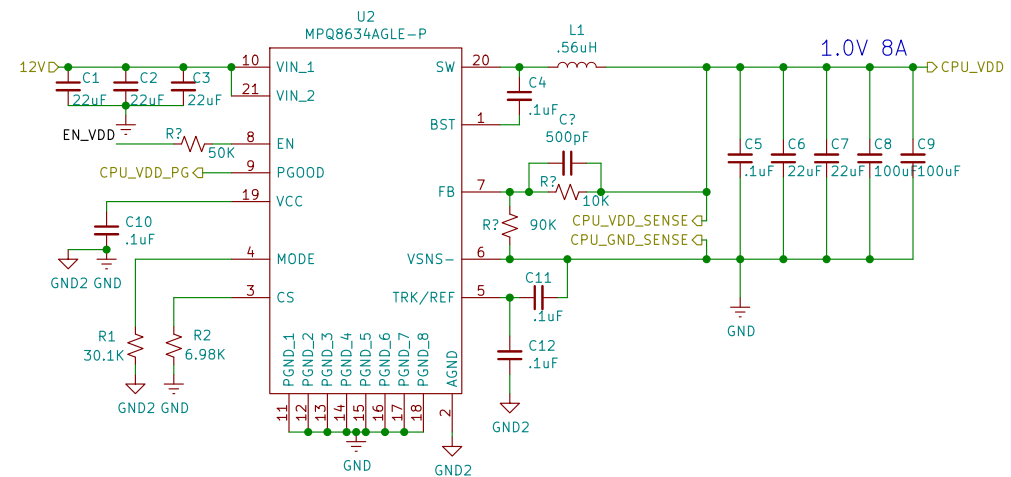 U2
MPQ8634AGLE-P
L1
.56uH
1.0V 8A
12V
C1
22uF
C2
22uF
C3
22uF
10
VIN_1
21
VIN_2
8
EN
9
PGOOD
19
VCC
4
MODE
3
CS
SW
20
BST
1
FB
7
VSNS-
6
TRK/REF
5
EN_VDD
R?
50K
CPU_VDD_PG
C10
.1uF
GND2
GND
R1
30.1K
GND2
R2
6.98K
GND
PGND_1
PGND_2
PGND_3
PGND_4
PGND_5
PGND_6
PGND_7
PGND_8
AGND
11
12
13
14
15
16
17
18
2
GND
GND2
C4
.1uF
C?
500pF
R?
10K
R?
90K
CPU_VDD_SENSE
CPU_GND_SENSE
C11
.1uF
C12
.1uF
GND2
CPU_VDD
C5
.1uF
C6
22uF
C7
22uF
C8
100uF
C9
100uF
GND